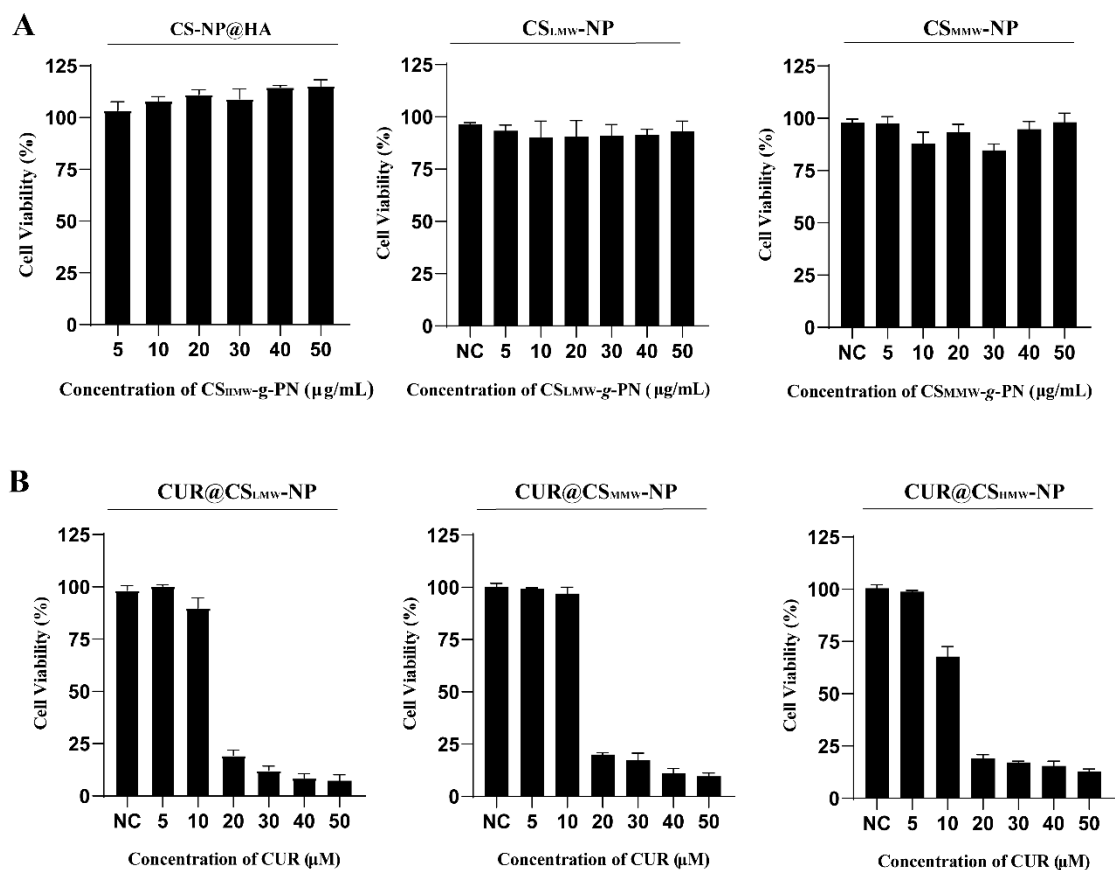 A
CS-NP@HA
CSLMW-NP
CSMMW-NP
125
100
75
50
25
0
Cell Viability (%)
5 10 20 30 40 50
Concentration of CSHMW-g-PN (µg/mL)
125
100
75
50
25
0
Cell Viability (%)
NC 5 10 20 30 40 50
Concentration of CSLMW-g-PN (µg/mL)
125
100
75
50
25
0
Cell Viability (%)
NC 5 10 20 30 40 50
Concentration of CSMMW-g-PN (µg/mL)
B
CUR@CSLMW-NP
CUR@CSMMW-NP
CUR@CSHMW-NP
125
100
75
50
25
0
Cell Viability (%)
NC 5 10 20 30 40 50
Concentration of CUR (µM)
125
100
75
50
25
0
Cell Viability (%)
NC 5 10 20 30 40 50
Concentration of CUR (µM)
125
100
75
50
25
0
Cell Viability (%)
NC 5 10 20 30 40 50
Concentration of CUR (µM)